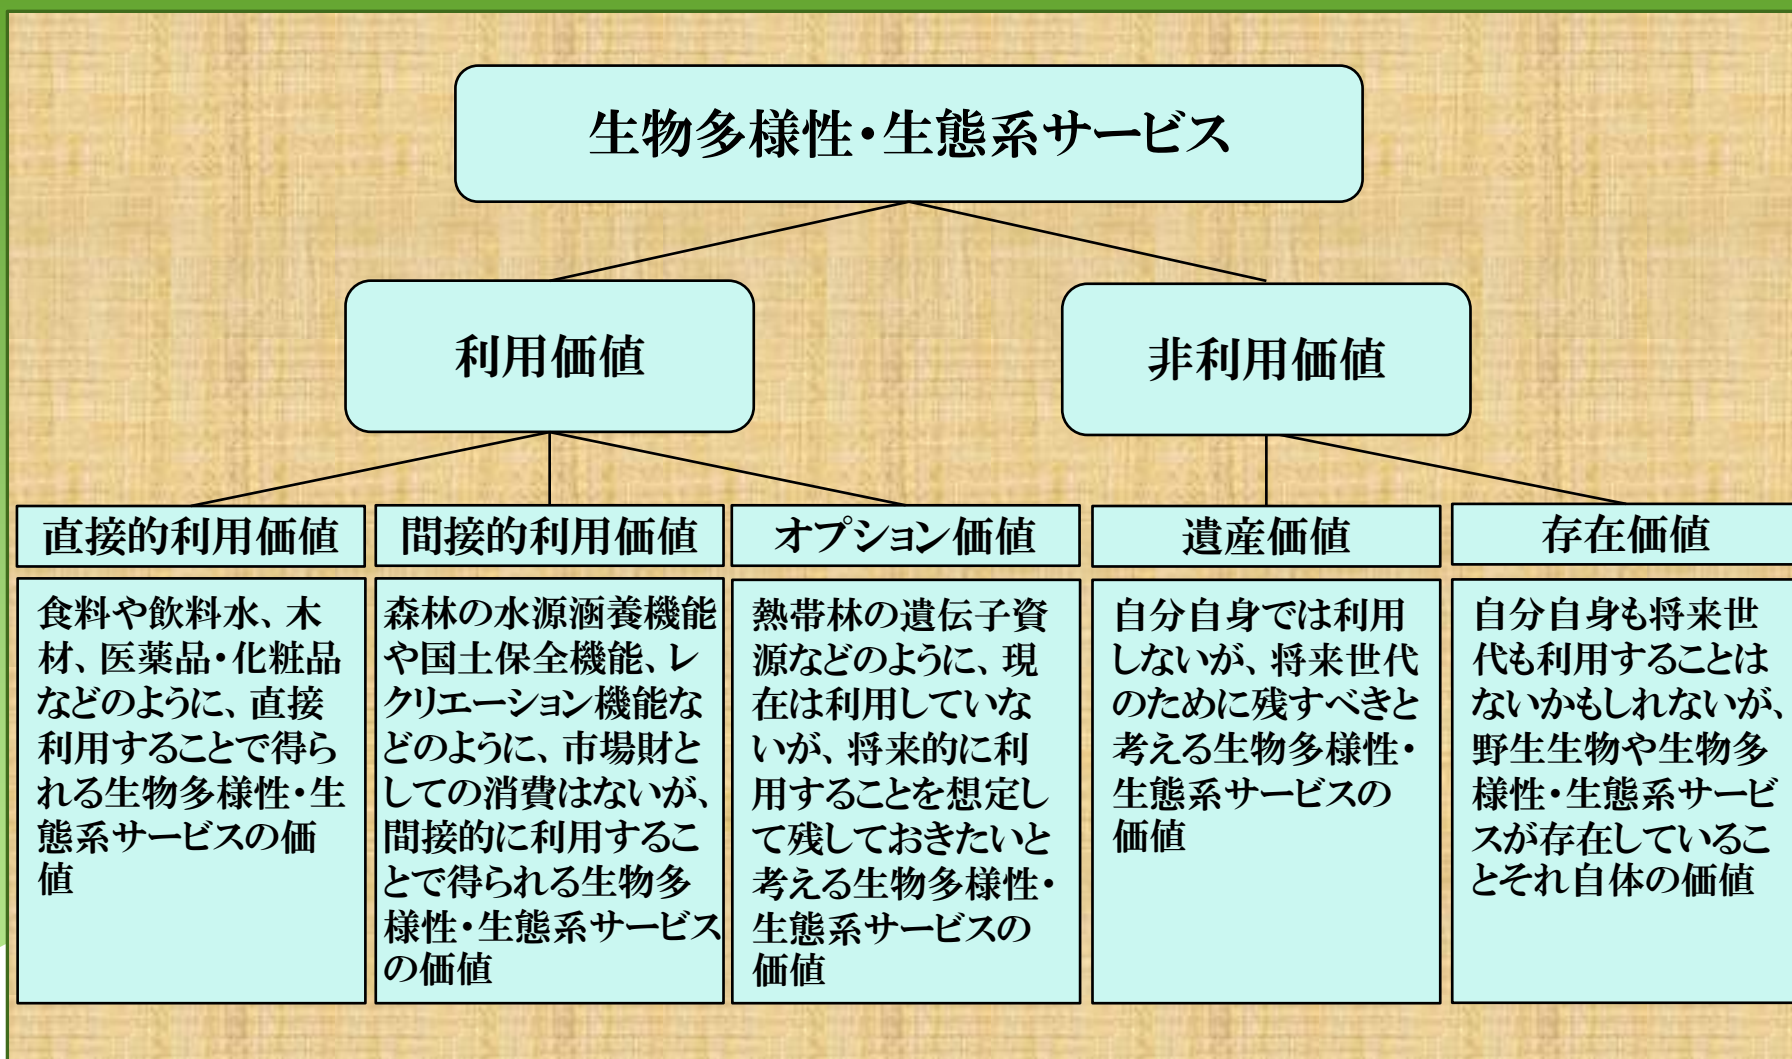 生物多様性・生態系サービス
利用価値
非利用価値
直接的利用価値
間接的利用価値
オプション価値
遺産価値
存在価値
食料や飲料水、木
材、医薬品・化粧品
などのように、直接
利用することで得ら
れる生物多様性・生
態系サービスの価
値
森林の水源涵養機能
や国土保全機能、レ
クリエーション機能な
どのように、市場財と
しての消費はないが、
間接的に利用するこ
とで得られる生物多
様性・生態系サービス
の価値
熱帯林の遺伝子資
源などのように、現
在は利用していな
いが、将来的に利
用することを想定し
て残しておきたいと
考える生物多様性・
生態系サービスの
価値
自分自身では利用
しないが、将来世代
のために残すべきと
考える生物多様性・
生態系サービスの
価値
自分自身も将来世
代も利用することは
ないかもしれないが、
野生生物や生物多
様性・生態系サービ
スが存在しているこ
とそれ自体の価値